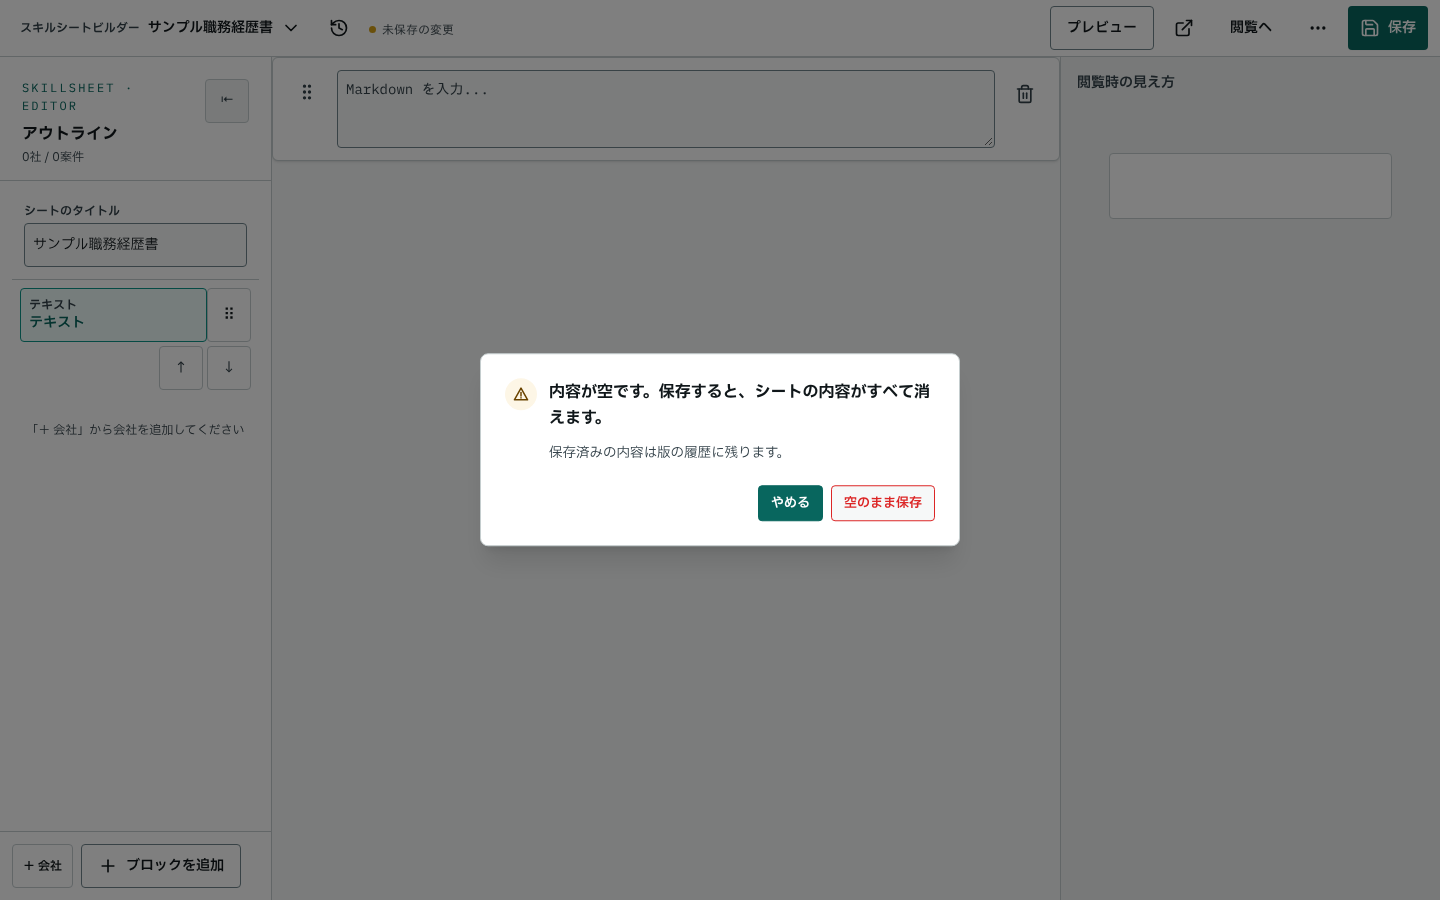 スキルシートビルダー サンプル職務経歴書
未保存の変更
プレビュー
閲覧へ
保存
SKILLSHEET ·
EDITOR
アウトライン
0社 / 0案件
シートのタイトル
サンプル職務経歴書
テキスト
テキスト
↑ ↓
「＋ 会社」から会社を追加してください
＋ 会社
ブロックを追加
Markdown を入力...
閲覧時の見え方
内容が空です。保存すると、シートの内容がすべて消
えます。
保存済みの内容は版の履歴に残ります。
やめる
空のまま保存